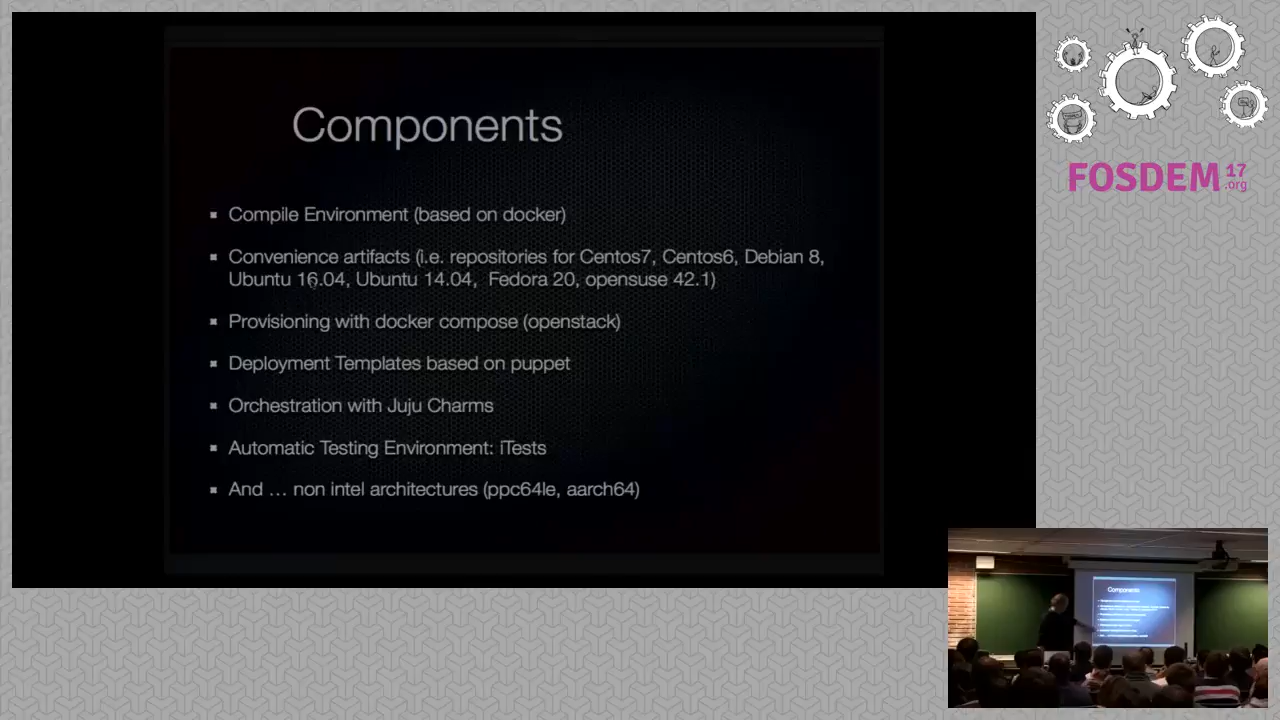 Components
Compile Environment (based on docker)
Convenience artifacts (i.e. repositories for Centos7, Centos6, Debian 8,
Ubuntu 16.04, Ubuntu 14.04,  Fedora 20, opensuse 42.1)
Provisioning with docker compose (openstack)
Deployment Templates based on puppet
Orchestration with Juju Charms
Automatic Testing Environment: iTests
And … non intel architectures (ppc64le, aarch64)
FOSDEM 17
.org
Components